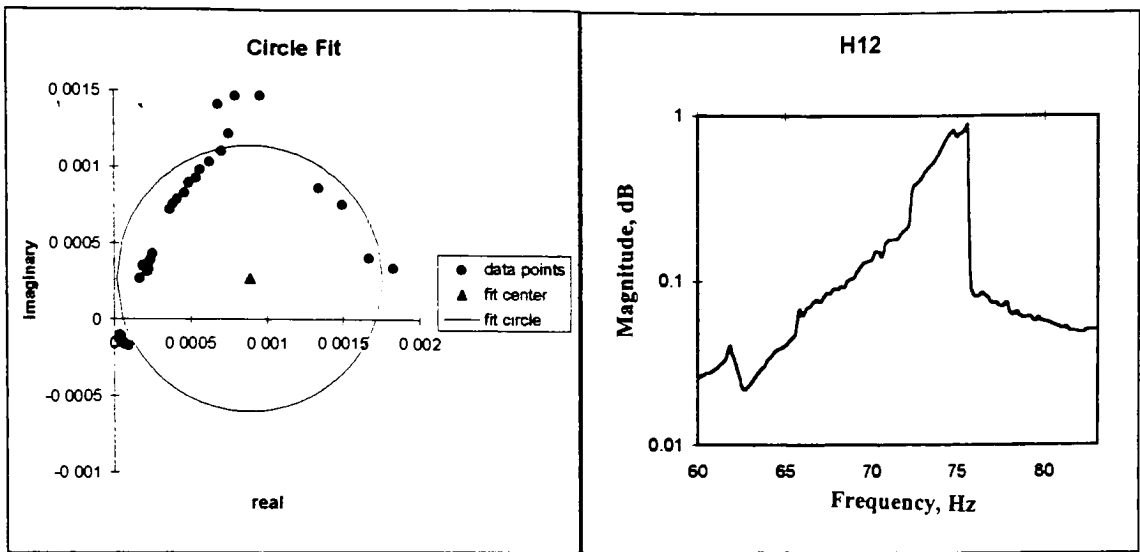 Circle Fit
0 0015
0 001
0 0005
0
-0 0005
-0 001
0 0005
0 001
0 0015
0 002
imaginary
real
data points
fit center
fit circle
H12
1
0.1
0.01
60
65
70
75
80
Magnitude, dB
Frequency, Hz